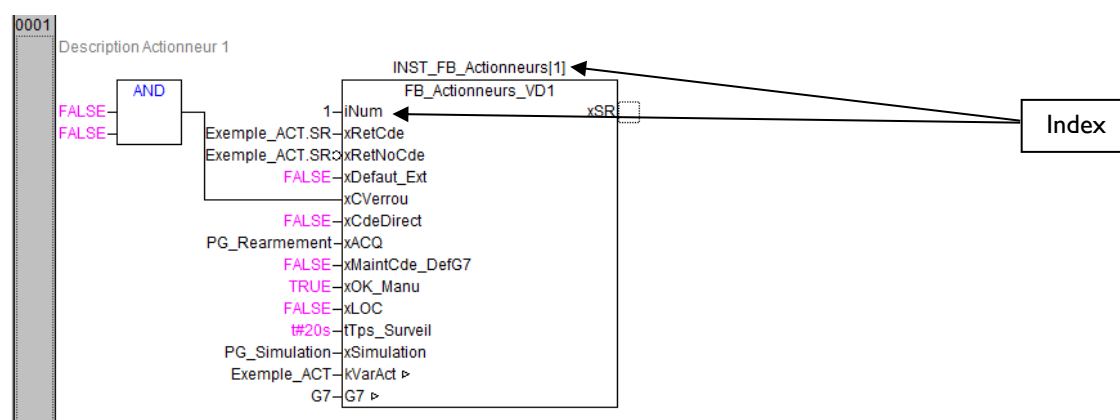 0001
Description Actionneur 1
INST_FB_Actionneurs[1]
AND
FB_Actionneurs_VD1
FALSE
1
iNum
xSR
FALSE
Exemple_ACT.SR
xRetCde
Exemple_ACT.SR
xRetNoCde
FALSE
xDefaut_Ext
xCVerrou
FALSE
xCdeDirect
PG_Rearmement
xACQ
FALSE
xMaintCde_DefG7
TRUE
xOK_Manu
FALSE
xLOC
t#20s
tTps_Surveil
PG_Simulation
xSimulation
Exemple_ACT
kVarAct
G7
G7
Index